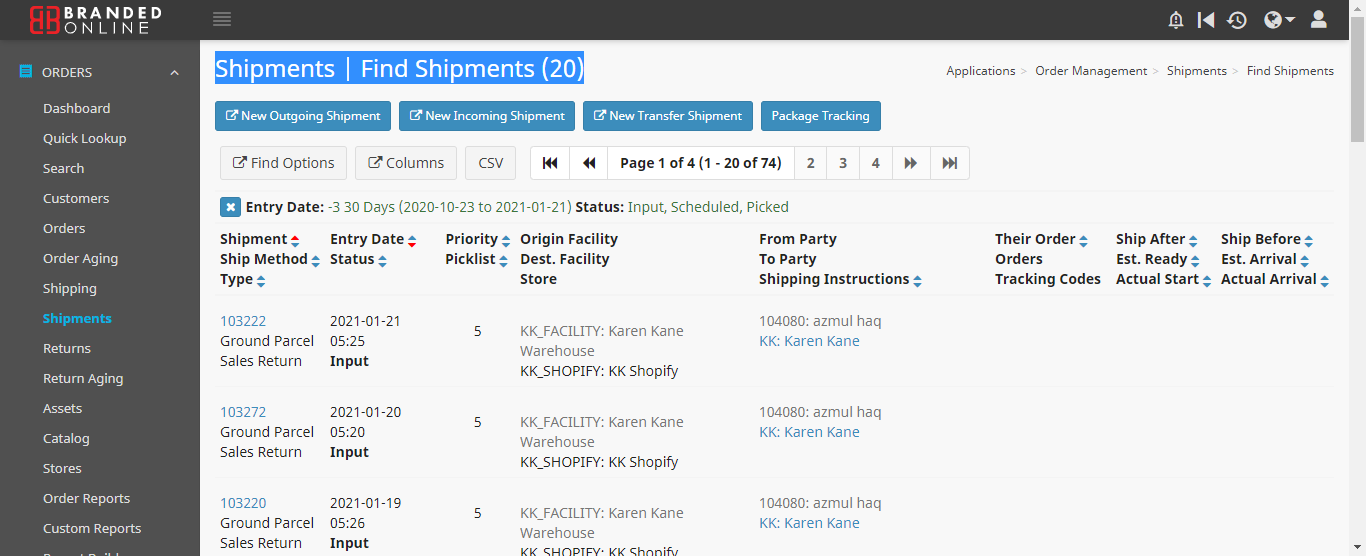 BRANDED
ONLINE
ORDERS
Dashboard
Quick Lookup
Search
Customers
Orders
Order Aging
Shipping
Shipments
Returns
Return Aging
Assets
Catalog
Stores
Order Reports
Custom Reports
Shipments | Find Shipments (20)
Applications > Order Management > Shipments > Find Shipments
New Outgoing Shipment New Incoming Shipment New Transfer Shipment Package Tracking
Find Options Columns CSV Page 1 of 4 (1 - 20 of 74) 2 3 4
Entry Date: -3 30 Days (2020-10-23 to 2021-01-21) Status: Input, Scheduled, Picked
Shipment Entry Date Priority Origin Facility From Party Their Order Ship After Ship Before
Ship Method Status Picklist Dest. Facility To Party Orders Est. Ready Est. Arrival
Type Store Shipping Instructions Tracking Codes Actual Start Actual Arrival
103222 2021-01-21 104080: azmul haq
5 KK_FACILITY: Karen Kane
Ground Parcel 05:25 KK: Karen Kane
Warehouse
Sales Return Input
KK_SHOPIFY: KK Shopify
103272 2021-01-20 104080: azmul haq
5 KK_FACILITY: Karen Kane
Ground Parcel 05:20 KK: Karen Kane
Warehouse
Sales Return Input
KK_SHOPIFY: KK Shopify
103220 2021-01-19 104080: azmul haq
5 KK_FACILITY: Karen Kane
Ground Parcel 05:26 KK: Karen Kane
Warehouse
Sales Return Input
KK_SHOPIFY: KK Shopify